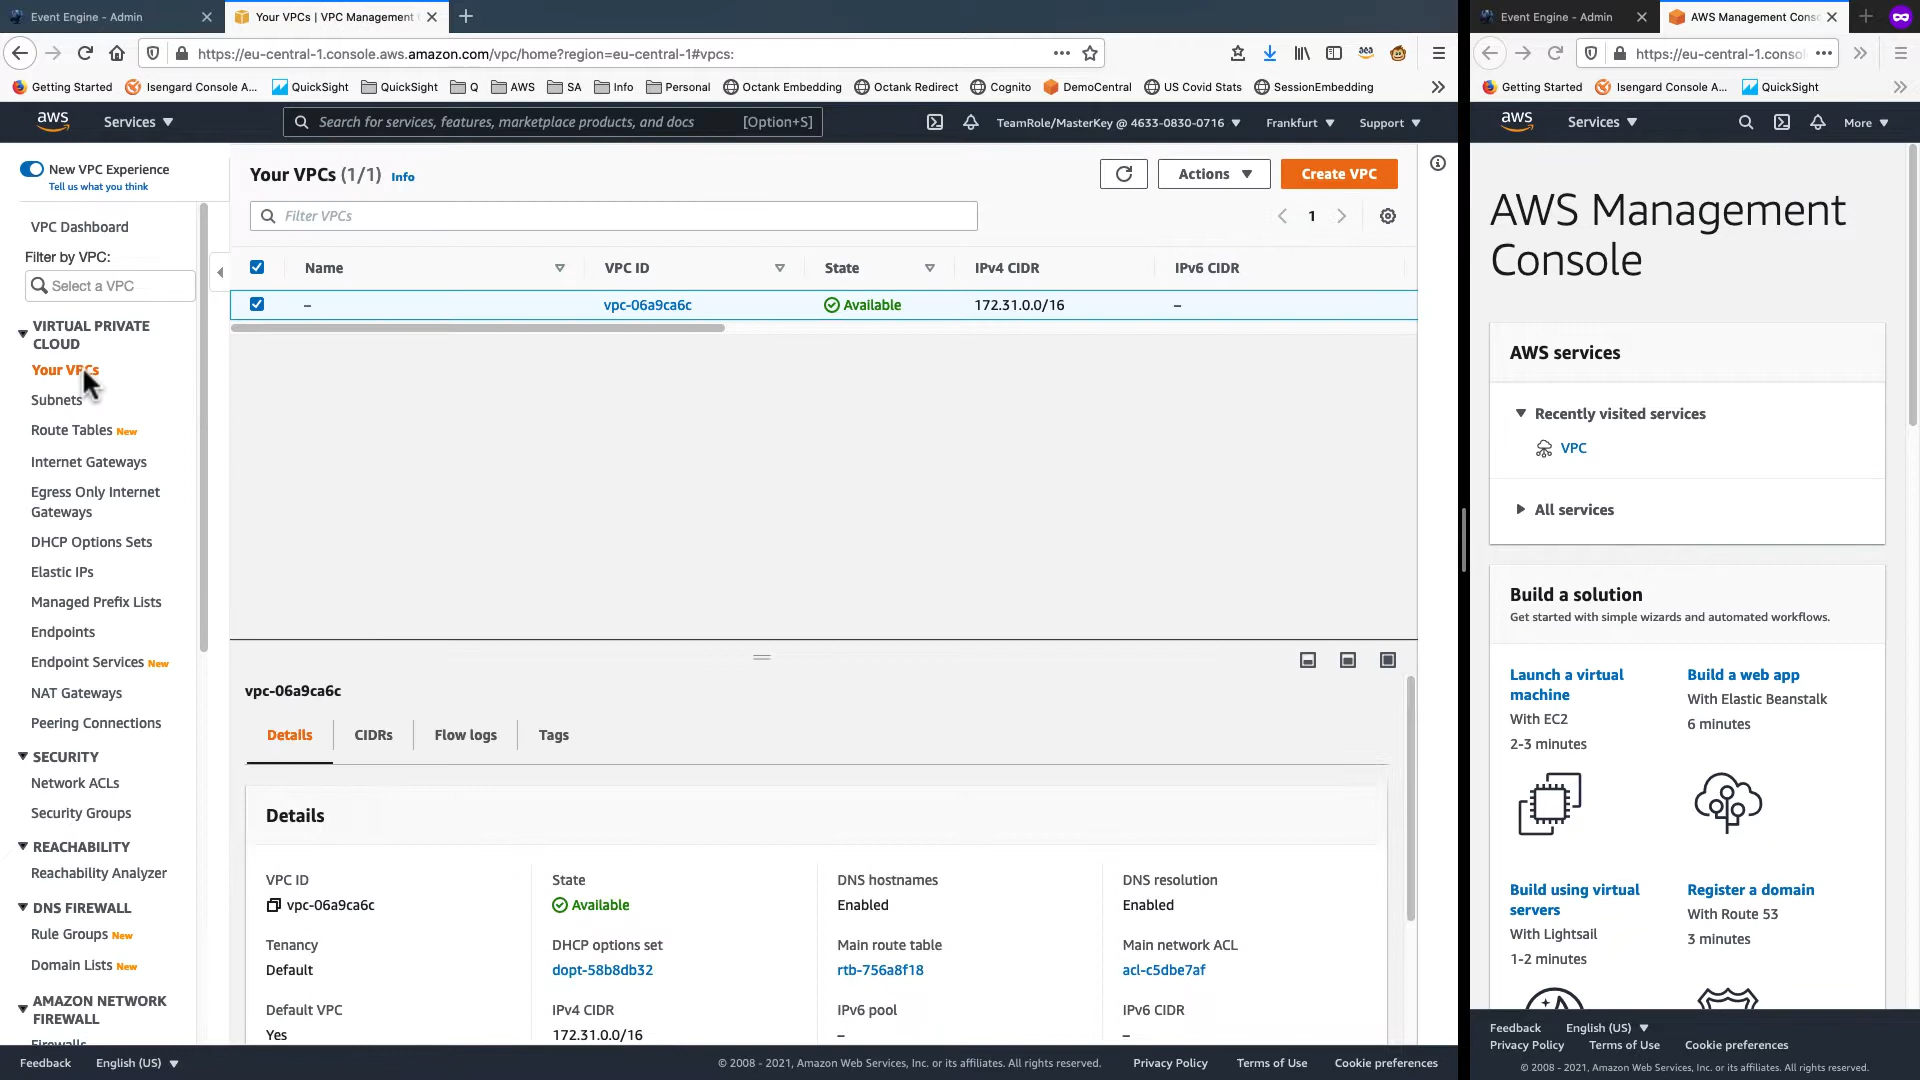 Event Engine - Admin
Your VPCs | VPC Management
https://eu-central-1.console.aws.amazon.com/vpc/home?region=eu-central-1#vpcs:
Getting Started
Isengard Console A...
QuickSight
QuickSight
Q
AWS
SA
Info
Personal
Octank Embedding
Octank Redirect
Cognito
DemoCentral
US Covid Stats
SessionEmbedding
aws
Services
Search for services, features, marketplace products, and docs
[Option+S]
TeamRole/MasterKey @ 4633-0830-0716
Frankfurt
Support
New VPC Experience
Tell us what you think
VPC Dashboard
Filter by VPC:
Select a VPC
VIRTUAL PRIVATE
CLOUD
Your VPCs
Subnets
Route Tables New
Internet Gateways
Egress Only Internet
Gateways
DHCP Options Sets
Elastic IPs
Managed Prefix Lists
Endpoints
Endpoint Services New
NAT Gateways
Peering Connections
SECURITY
Network ACLs
Security Groups
REACHABILITY
Reachability Analyzer
DNS FIREWALL
Rule Groups New
Domain Lists New
AMAZON NETWORK
FIREWALL
Firewalls
Your VPCs (1/1) Info
Actions
Create VPC
Filter VPCs
1
Name
VPC ID
State
IPv4 CIDR
IPv6 CIDR
–
vpc-06a9ca6c
Available
172.31.0.0/16
–
vpc-06a9ca6c
Details
CIDRs
Flow logs
Tags
Details
VPC ID
vpc-06a9ca6c
State
Available
DNS hostnames
Enabled
DNS resolution
Enabled
Tenancy
Default
DHCP options set
dopt-58b8db32
Main route table
rtb-756a8f18
Main network ACL
acl-c5dbe7af
Default VPC
Yes
IPv4 CIDR
172.31.0.0/16
IPv6 pool
–
IPv6 CIDR
–
Feedback
English (US)
© 2008 - 2021, Amazon Web Services, Inc. or its affiliates. All rights reserved.
Privacy Policy
Terms of Use
Cookie preferences
Event Engine - Admin
AWS Management Conso
https://eu-central-1.conso
Getting Started
Isengard Console A...
QuickSight
aws
Services
More
AWS Management
Console
AWS services
Recently visited services
VPC
All services
Build a solution
Get started with simple wizards and automated workflows.
Launch a virtual
machine
With EC2
2-3 minutes
Build a web app
With Elastic Beanstalk
6 minutes
Build using virtual
servers
With Lightsail
1-2 minutes
Register a domain
With Route 53
3 minutes
Feedback
English (US)
Privacy Policy
Terms of Use
Cookie preferences
© 2008 - 2021, Amazon Web Services, Inc. or its affiliates. All rights reserved.